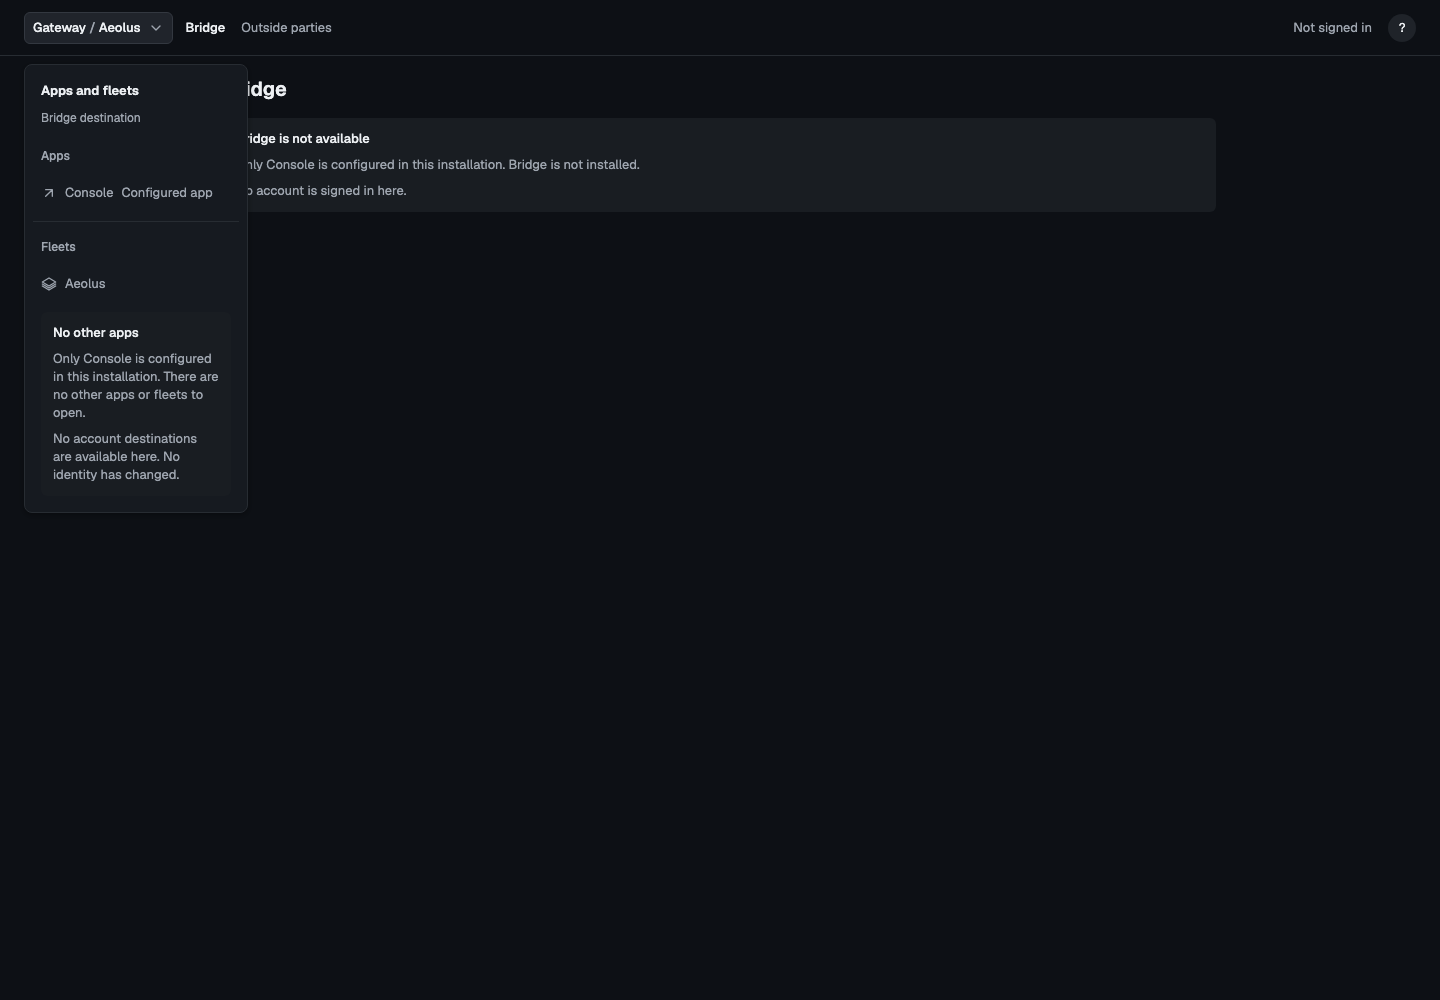 Gateway / Aeolus
Bridge
Outside parties
Not signed in
?
Apps and fleets
Bridge destination
Apps
Console Configured app
Fleets
Aeolus
No other apps
Only Console is configured
in this installation. There are
no other apps or fleets to
open.
No account destinations
are available here. No
identity has changed.
idge
ridge is not available
nly Console is configured in this installation. Bridge is not installed.
o account is signed in here.